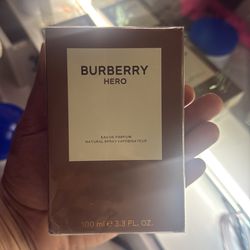 BURBERRY
HERO
EAU DE PARFUM
NATURAL SPRAY VAPORISATEUR
100 ml e 3.3 FL. OZ.